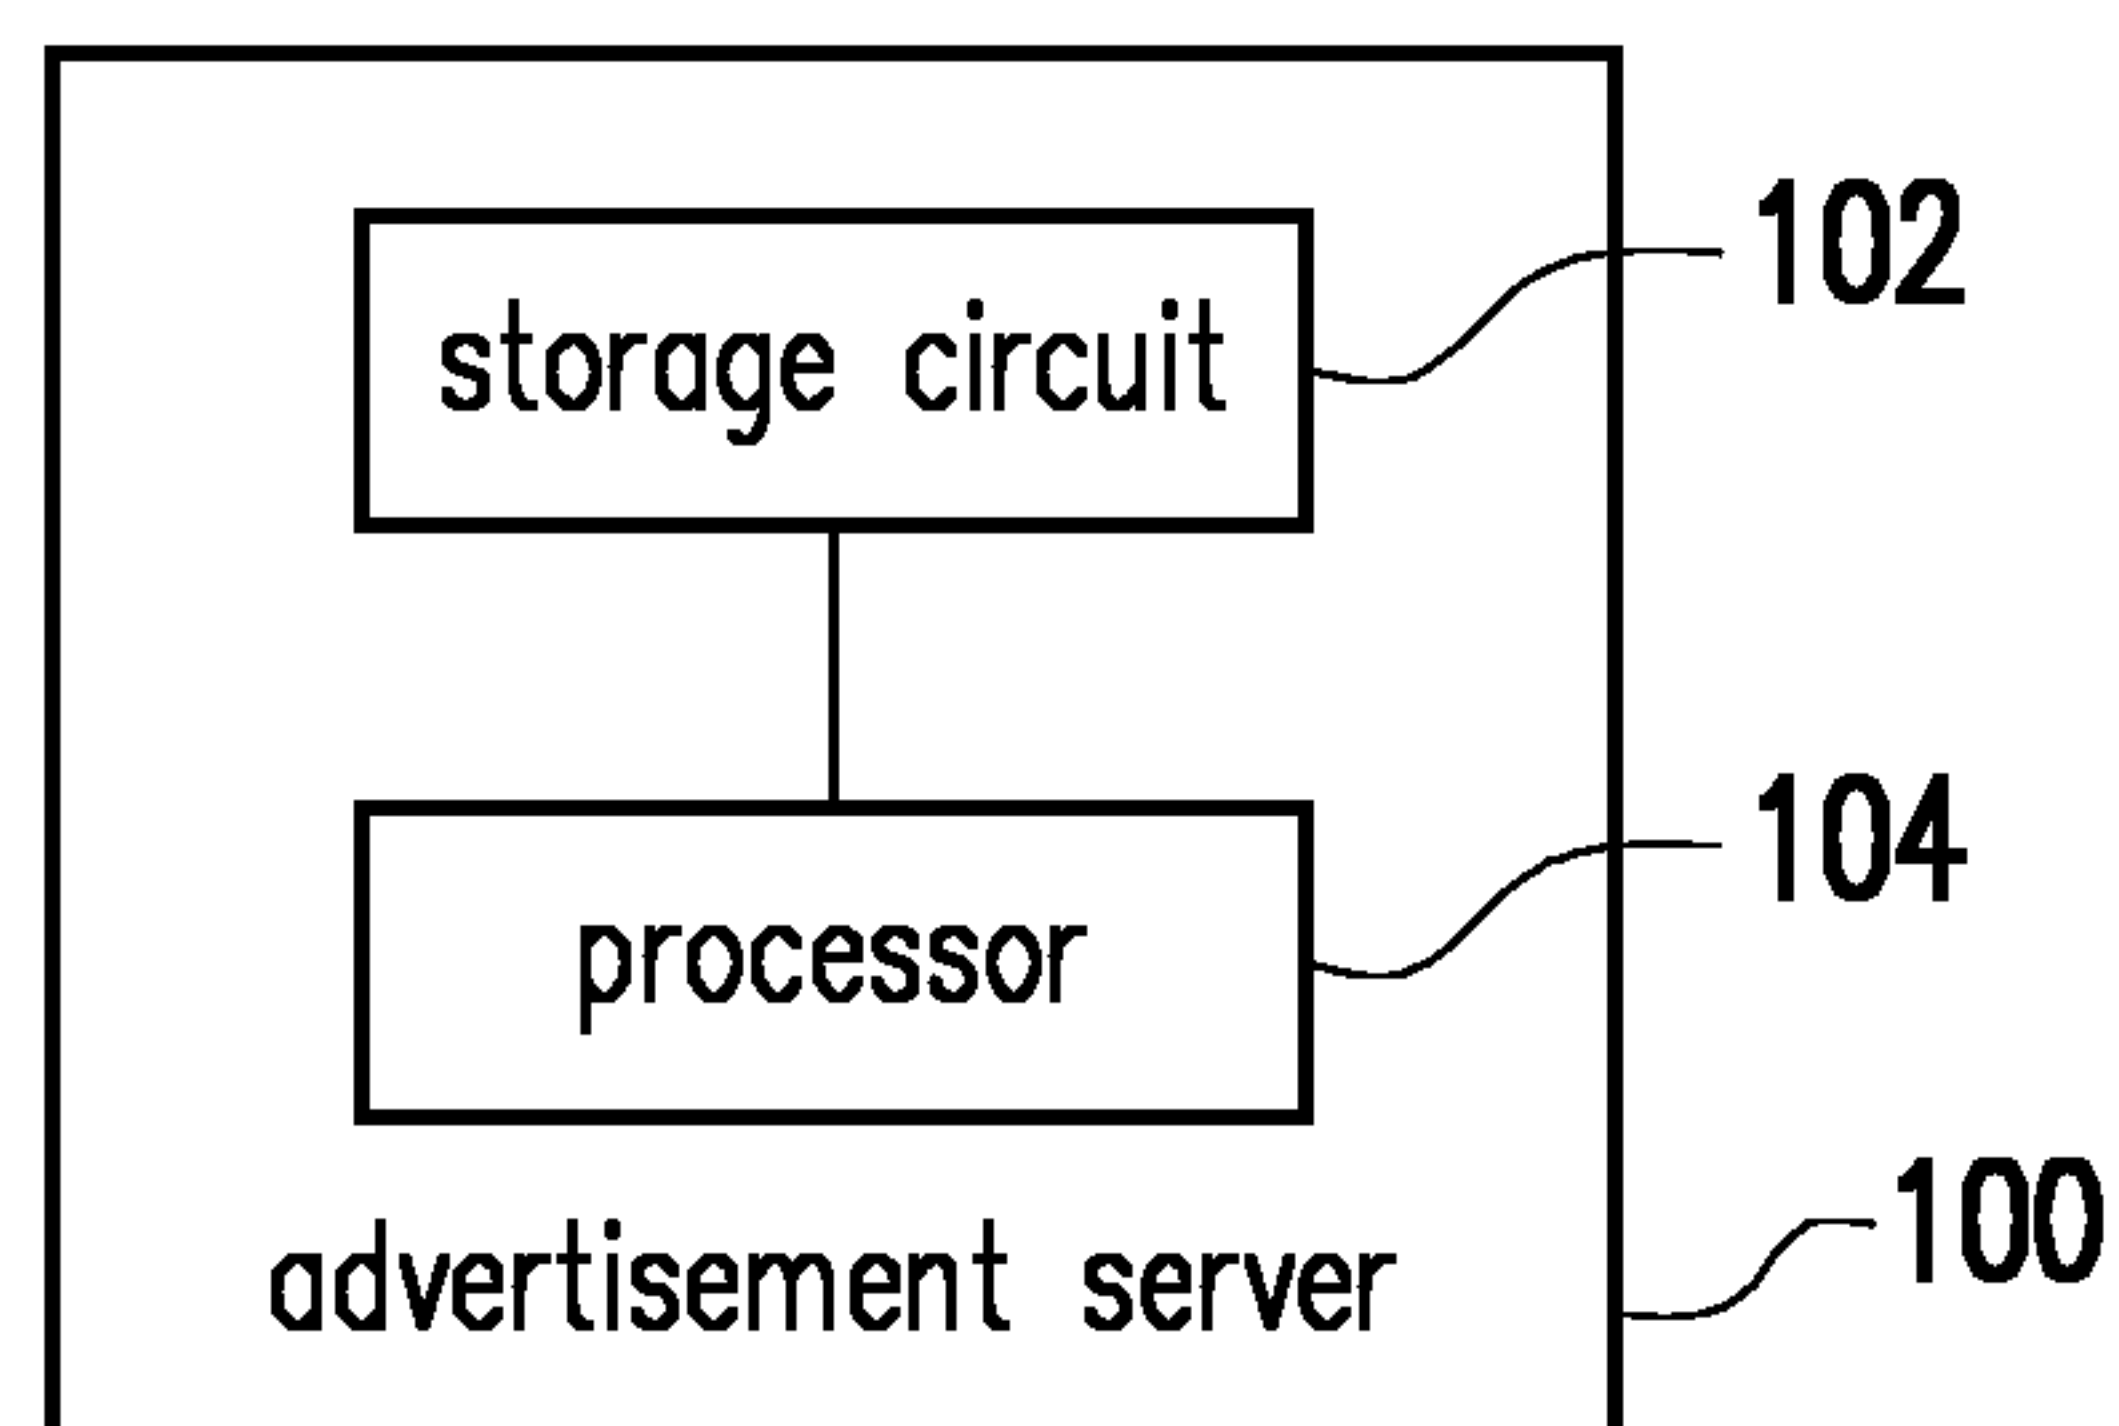 102
storage circuit
104
processor
100
advertisement server